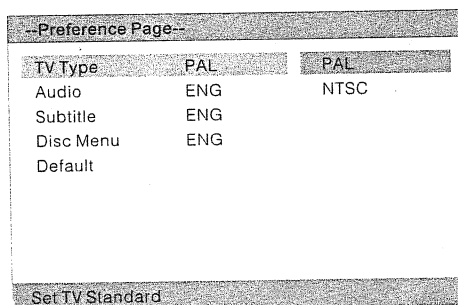 --Preference Page--
TV Type PAL PAL
Audio ENG NTSC
Subtitle ENG
Disc Menu ENG
Default
Set TV Standard